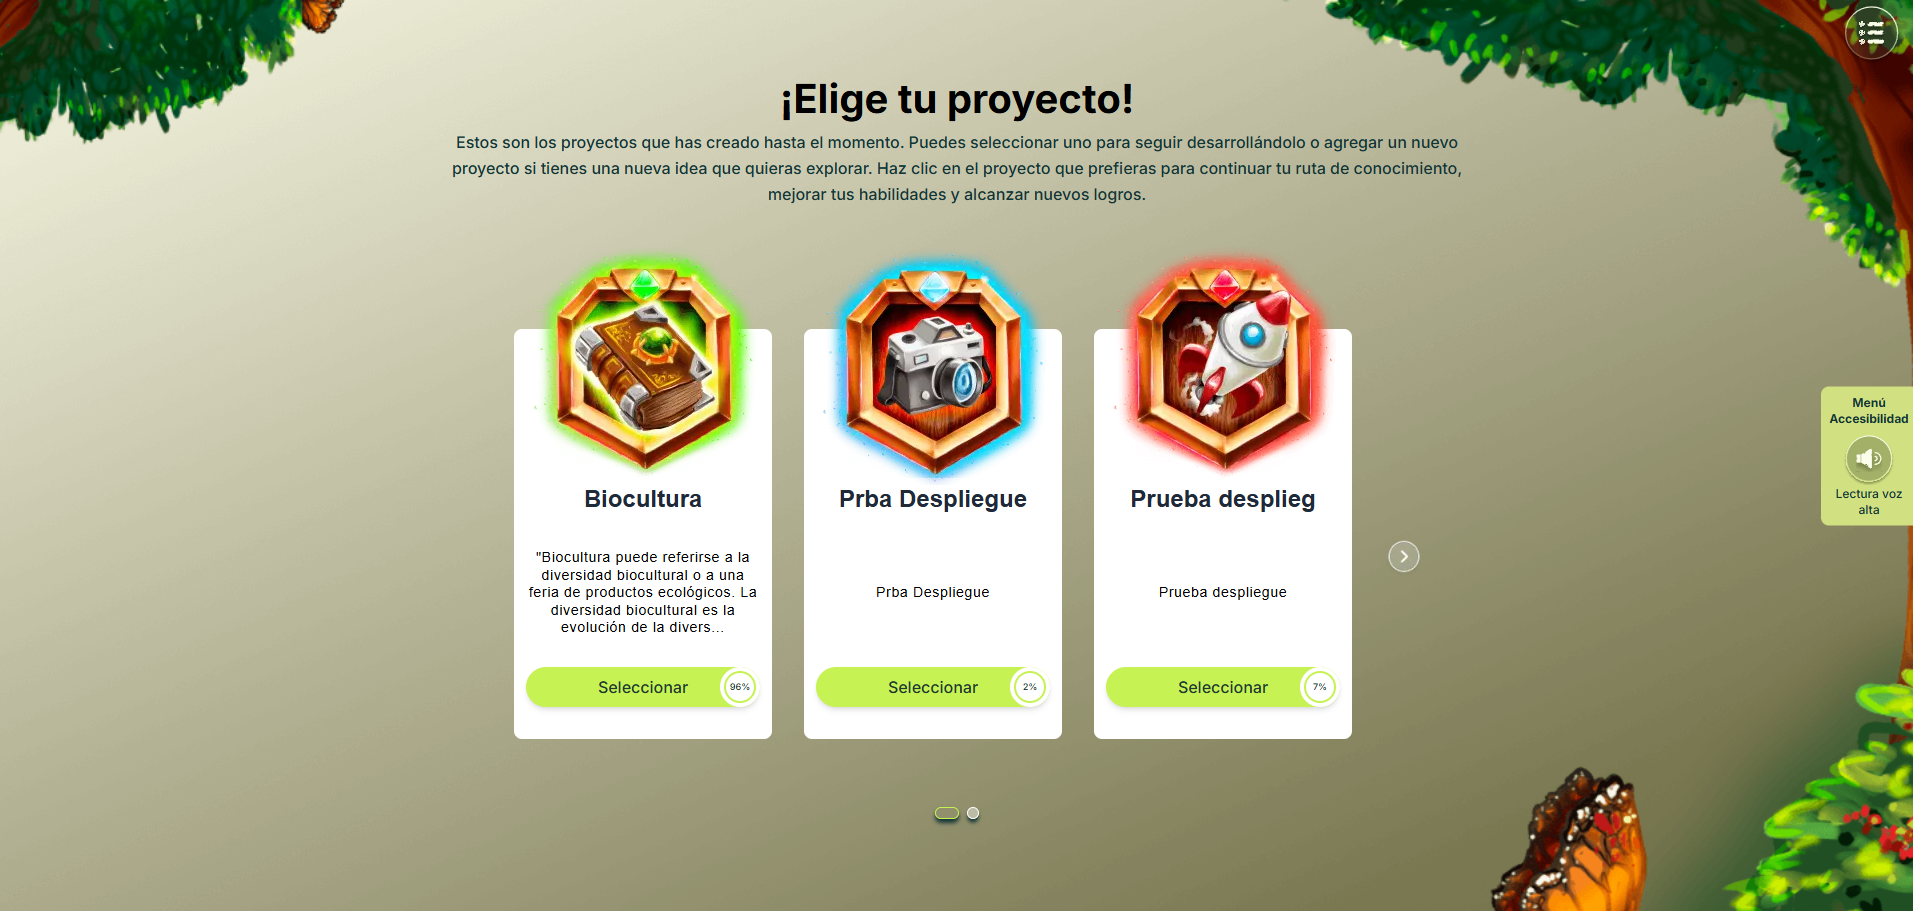 ¡Elige tu proyecto!
Estos son los proyectos que has creado hasta el momento. Puedes seleccionar uno para seguir desarrollándolo o agregar un nuevo
proyecto si tienes una nueva idea que quieras explorar. Haz clic en el proyecto que prefieras para continuar tu ruta de conocimiento,
mejorar tus habilidades y alcanzar nuevos logros.
Biocultura
"Biocultura puede referirse a la
diversidad biocultural o a una
feria de productos ecológicos. La
diversidad biocultural es la
evolución de la divers...
Seleccionar
96%
Prba Despliegue
Prba Despliegue
Seleccionar
2%
Prueba desplieg
Prueba despliegue
Seleccionar
7%
Menú
Accesibilidad
Lectura voz
alta